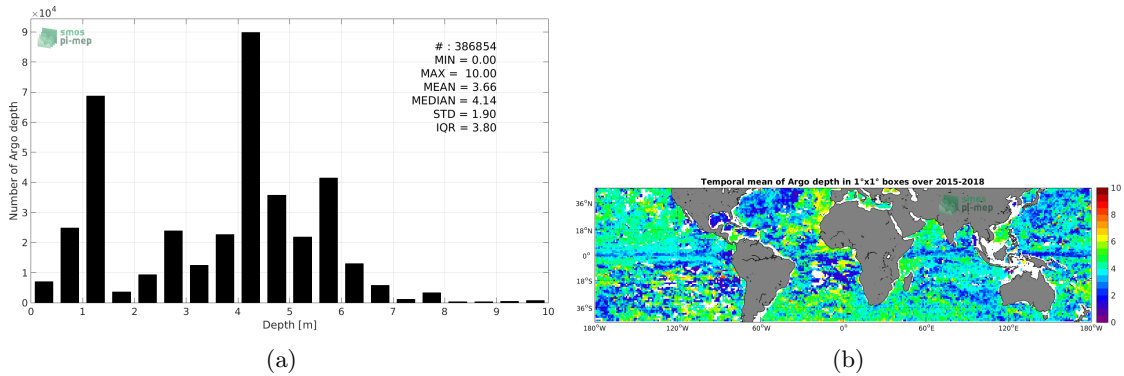 ×10⁴
smos
pi-mep
# : 386854
MIN = 0.00
MAX = 10.00
MEAN = 3.66
MEDIAN = 4.14
STD = 1.90
IQR = 3.80
Number of Argo depth
9
8
7
6
5
4
3
2
1
0
0 1 2 3 4 5 6 7 8 9 10
Depth [m]
(a)
Temporal mean of Argo depth in 1°x1° boxes over 2015-2018
smos
pi-mep
36°N
18°N
0°
18°S
36°S
180°W 120°W 60°W 0° 60°E 120°E 180°W
10
8
6
4
2
0
(b)